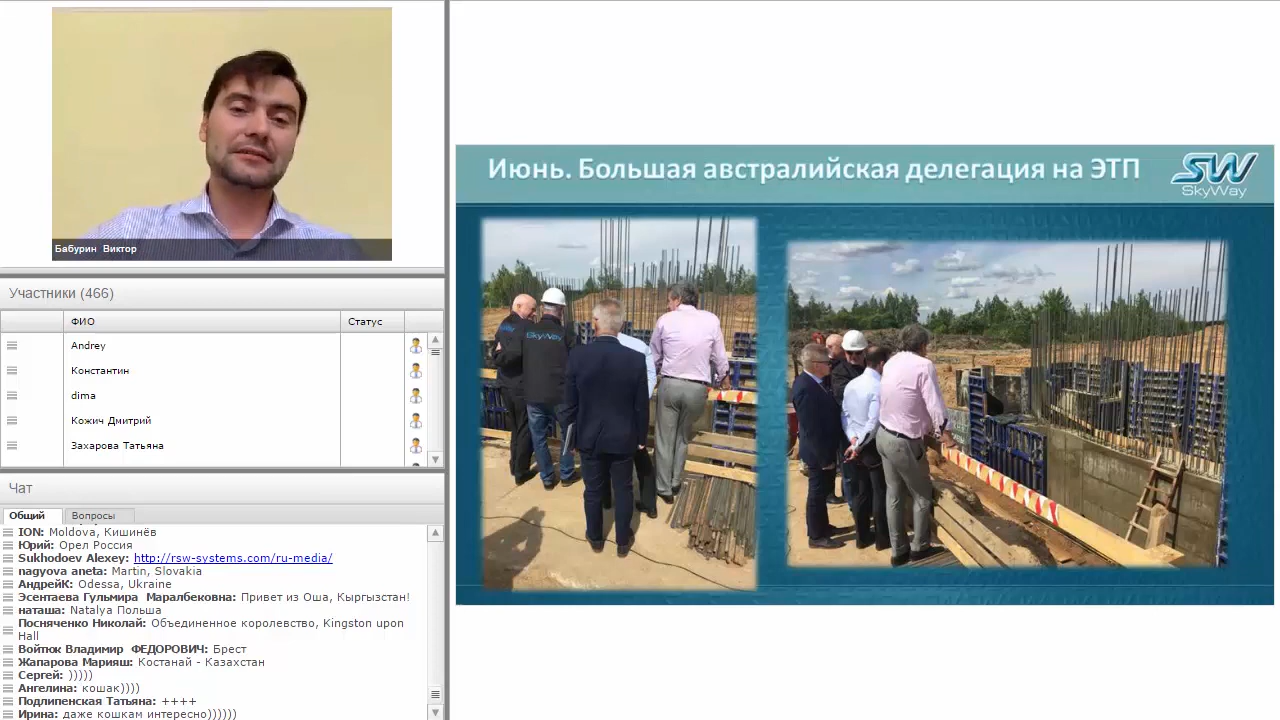 Бабурин Виктор
Участники (466)
ФИО
Статус
Andrey
Константин
dima
Кожич Дмитрий
Захарова Татьяна
Чат
Общий
Вопросы
ION: Moldova, Кишинёв
Юрий: Орел Россия
Sukhodoev Alexey: http://rsw-systems.com/ru-media/
nagyova aneta: Martin, Slovakia
АндрейК: Odessa, Ukraine
Эсентаева Гульмира Маралбековна: Привет из Оша, Кыргызстан!
наташа: Natalya Польша
Посняченко Николай: Объединенное королевство, Kingston upon
Hall
Войтюк Владимир ФЕДОРОВИЧ: Брест
Жапарова Марияш: Костанай - Казахстан
Сергей: )))))
Ангелина: кошак))))
Подлипенская Татьяна: ++++
Ирина: даже кошкам интересно))))))
Июнь. Большая австралийская делегация на ЭТП
SW
SkyWay
SkyWay